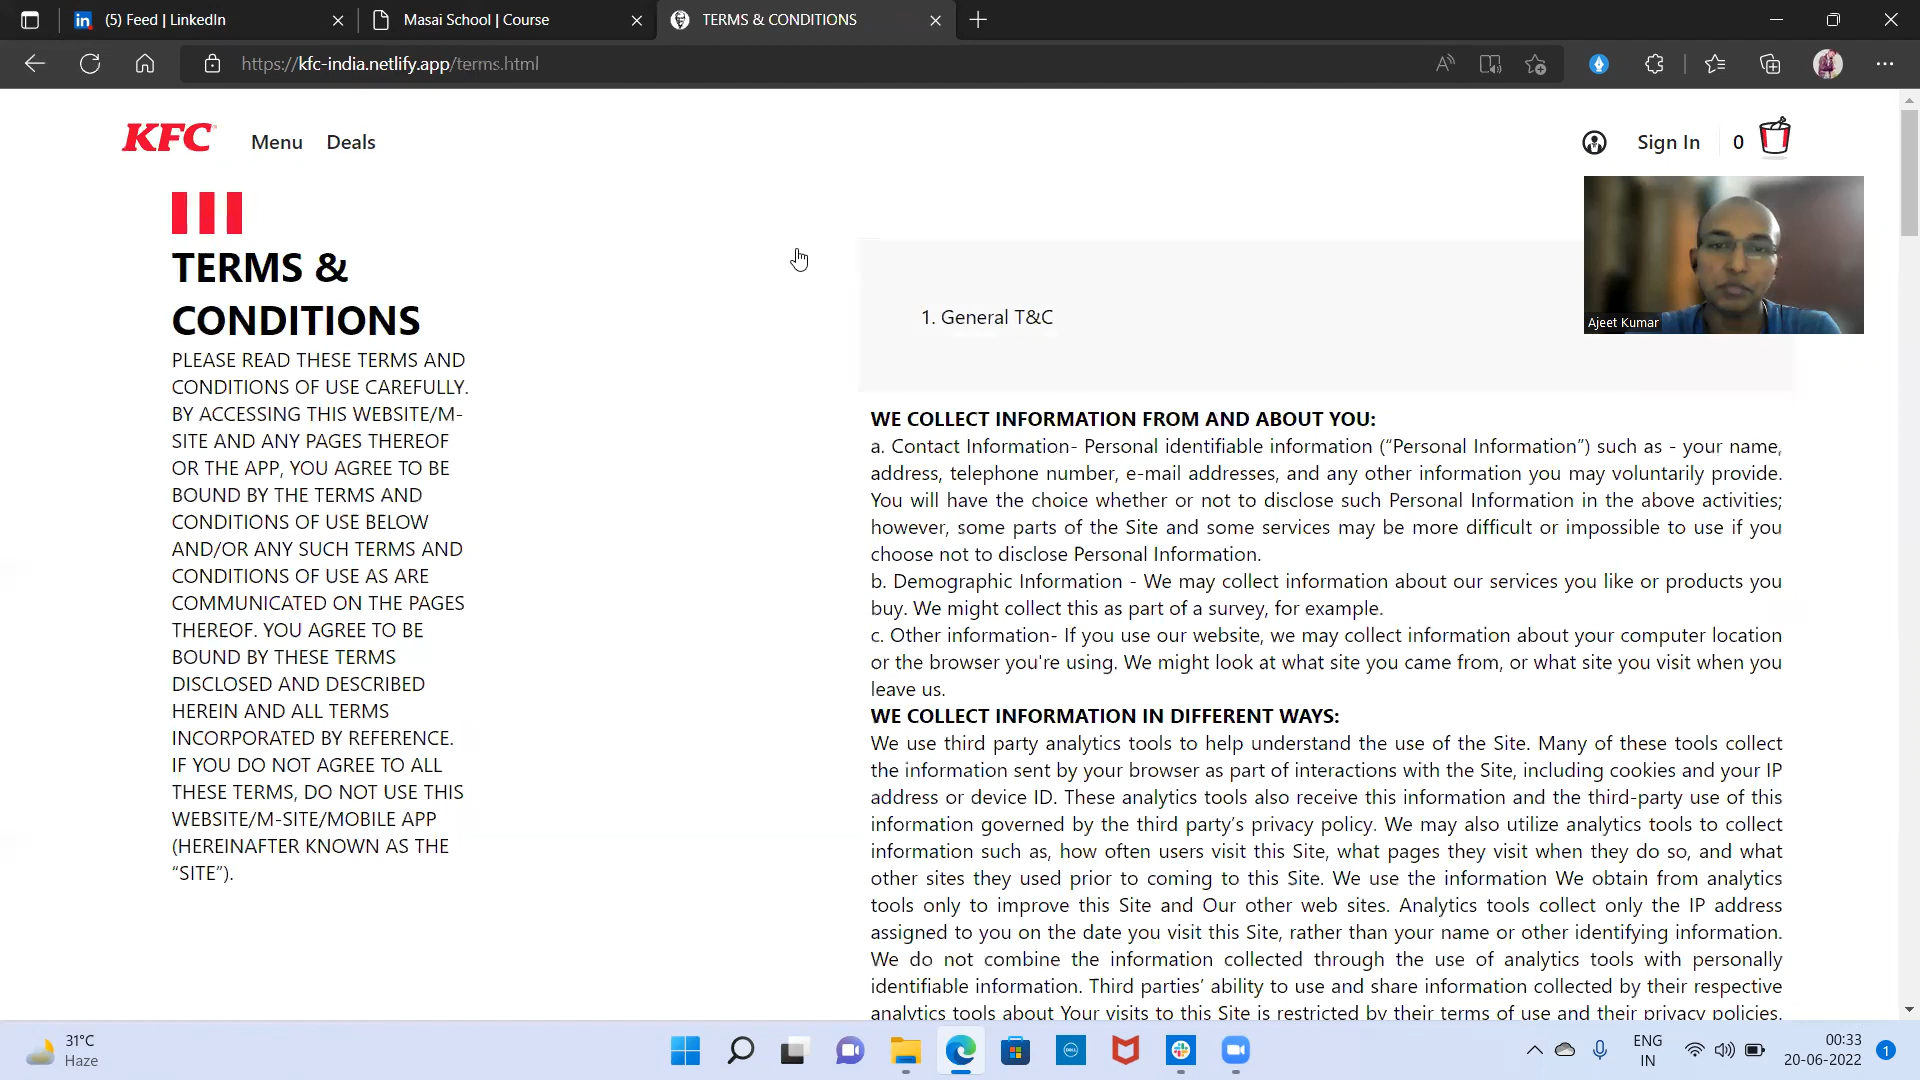 (5) Feed | LinkedIn
Masai School | Course
TERMS & CONDITIONS
https://kfc-india.netlify.app/terms.html
KFC
Menu
Deals
Sign In
0
TERMS &
CONDITIONS
PLEASE READ THESE TERMS AND
CONDITIONS OF USE CAREFULLY.
BY ACCESSING THIS WEBSITE/M-
SITE AND ANY PAGES THEREOF
OR THE APP, YOU AGREE TO BE
BOUND BY THE TERMS AND
CONDITIONS OF USE BELOW
AND/OR ANY SUCH TERMS AND
CONDITIONS OF USE AS ARE
COMMUNICATED ON THE PAGES
THEREOF. YOU AGREE TO BE
BOUND BY THESE TERMS
DISCLOSED AND DESCRIBED
HEREIN AND ALL TERMS
INCORPORATED BY REFERENCE.
IF YOU DO NOT AGREE TO ALL
THESE TERMS, DO NOT USE THIS
WEBSITE/M-SITE/MOBILE APP
(HEREINAFTER KNOWN AS THE
“SITE”).
1. General T&C
Ajeet Kumar
WE COLLECT INFORMATION FROM AND ABOUT YOU:
a. Contact Information- Personal identifiable information (“Personal Information”) such as - your name,
address, telephone number, e-mail addresses, and any other information you may voluntarily provide.
You will have the choice whether or not to disclose such Personal Information in the above activities;
however, some parts of the Site and some services may be more difficult or impossible to use if you
choose not to disclose Personal Information.
b. Demographic Information - We may collect information about our services you like or products you
buy. We might collect this as part of a survey, for example.
c. Other information- If you use our website, we may collect information about your computer location
or the browser you're using. We might look at what site you came from, or what site you visit when you
leave us.
WE COLLECT INFORMATION IN DIFFERENT WAYS:
We use third party analytics tools to help understand the use of the Site. Many of these tools collect
the information sent by your browser as part of interactions with the Site, including cookies and your IP
address or device ID. These analytics tools also receive this information and the third-party use of this
information governed by the third party’s privacy policy. We may also utilize analytics tools to collect
information such as, how often users visit this Site, what pages they visit when they do so, and what
other sites they used prior to coming to this Site. We use the information We obtain from analytics
tools only to improve this Site and Our other web sites. Analytics tools collect only the IP address
assigned to you on the date you visit this Site, rather than your name or other identifying information.
We do not combine the information collected through the use of analytics tools with personally
identifiable information. Third parties’ ability to use and share information collected by their respective
analytics tools about Your visits to this Site is restricted by their terms of use and their privacy policies.
31°C
Haze
ENG
IN
00:33
20-06-2022
1